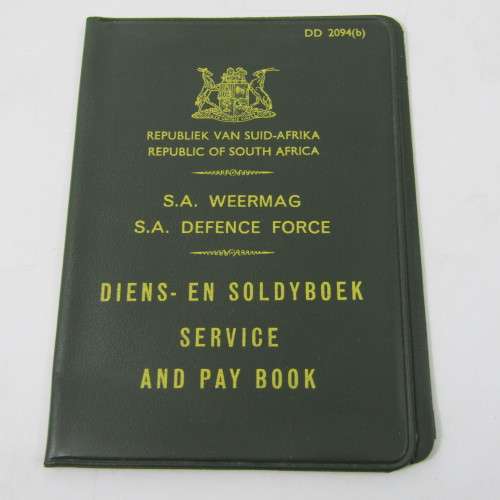 DD 2094(b)
REPUBLIEK VAN SUID-AFRIKA
REPUBLIC OF SOUTH AFRICA
S.A. WEERMAG
S.A. DEFENCE FORCE
DIENS- EN SOLDYBOEK
SERVICE
AND PAY BOOK